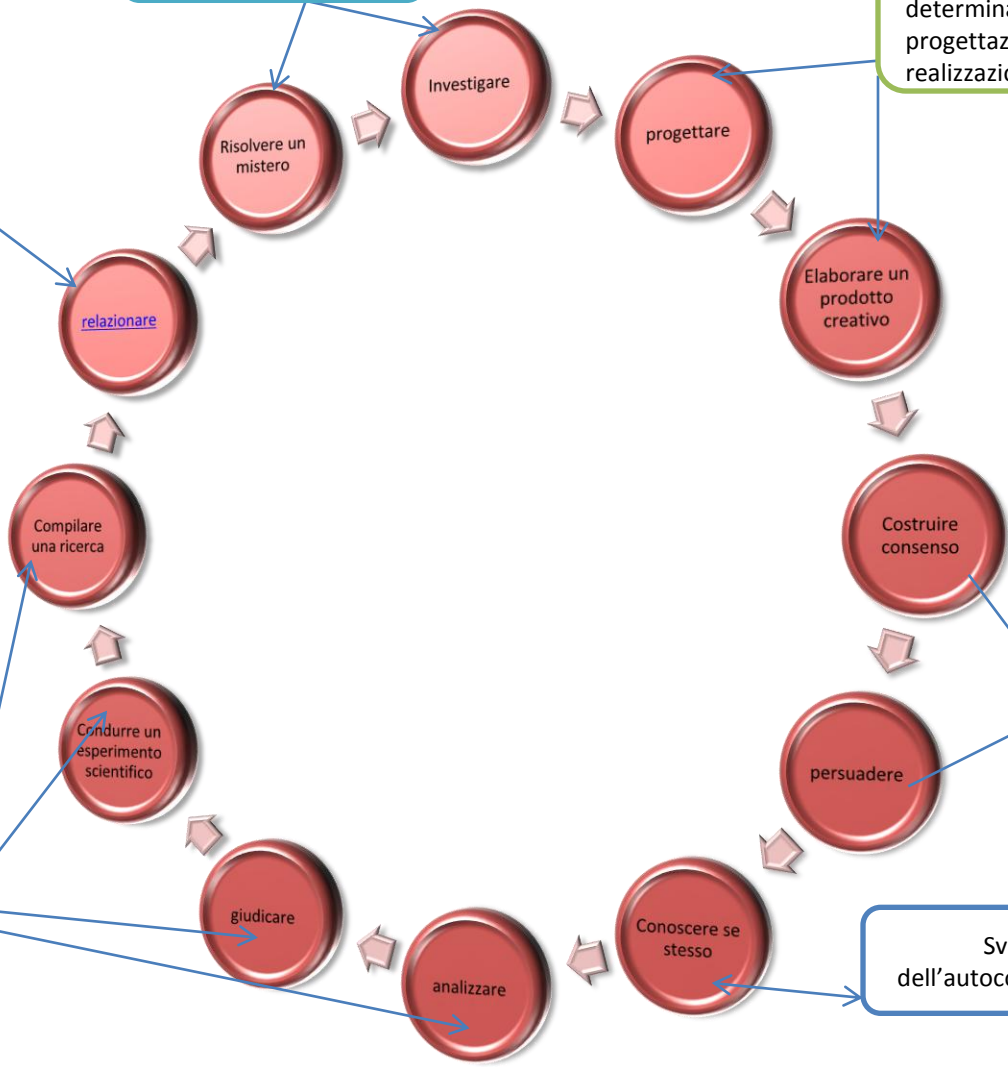 determina
progettaz
realizzazio
Investigare
progettare
Risolvere un
mistero
Elaborare un
prodotto
creativo
relazionare
Costruire
consenso
Compilare
una ricerca
persuadere
Condurre un
esperimento
scientifico
Conoscere se
stesso
giudicare
analizzare
Sv
dell’autoco